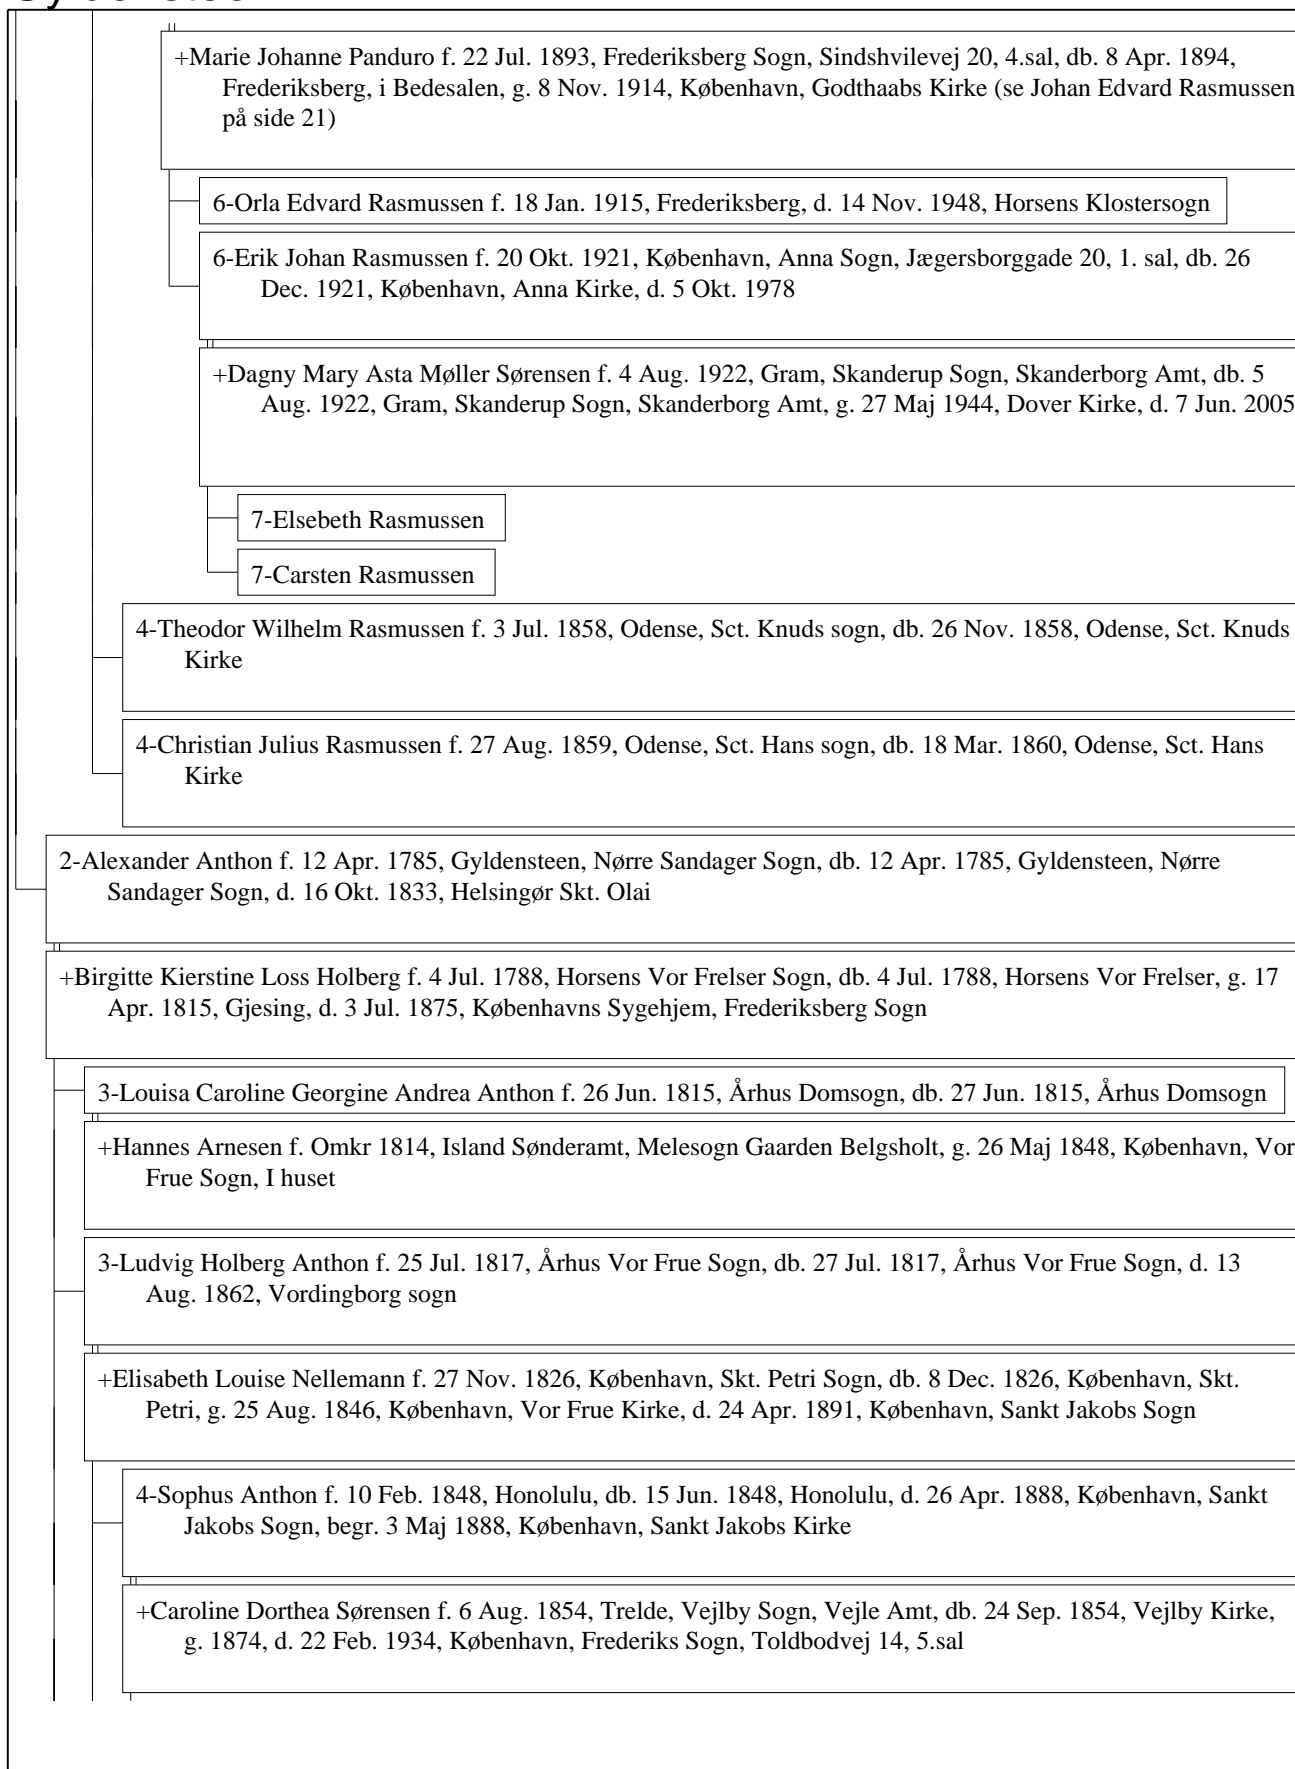 +Marie Johanne Panduro f. 22 Jul. 1893, Frederiksberg Sogn, Sindshvilevej 20, 4.sal, db. 8 Apr. 1894,
Frederiksberg, i Bedesalen, g. 8 Nov. 1914, København, Godthaabs Kirke (se Johan Edvard Rasmussen
på side 21)
6-Orla Edvard Rasmussen f. 18 Jan. 1915, Frederiksberg, d. 14 Nov. 1948, Horsens Klostersogn
6-Erik Johan Rasmussen f. 20 Okt. 1921, København, Anna Sogn, Jægersborggade 20, 1. sal, db. 26
Dec. 1921, København, Anna Kirke, d. 5 Okt. 1978
+Dagny Mary Asta Møller Sørensen f. 4 Aug. 1922, Gram, Skanderup Sogn, Skanderborg Amt, db. 5
Aug. 1922, Gram, Skanderup Sogn, Skanderborg Amt, g. 27 Maj 1944, Dover Kirke, d. 7 Jun. 2005
7-Elsebeth Rasmussen
7-Carsten Rasmussen
4-Theodor Wilhelm Rasmussen f. 3 Jul. 1858, Odense, Sct. Knuds sogn, db. 26 Nov. 1858, Odense, Sct. Knuds
Kirke
4-Christian Julius Rasmussen f. 27 Aug. 1859, Odense, Sct. Hans sogn, db. 18 Mar. 1860, Odense, Sct. Hans
Kirke
2-Alexander Anthon f. 12 Apr. 1785, Gyldensteen, Nørre Sandager Sogn, db. 12 Apr. 1785, Gyldensteen, Nørre
Sandager Sogn, d. 16 Okt. 1833, Helsingør Skt. Olai
+Birgitte Kierstine Loss Holberg f. 4 Jul. 1788, Horsens Vor Frelser Sogn, db. 4 Jul. 1788, Horsens Vor Frelser, g. 17
Apr. 1815, Gjesing, d. 3 Jul. 1875, Københavns Sygehjem, Frederiksberg Sogn
3-Louisa Caroline Georgine Andrea Anthon f. 26 Jun. 1815, Århus Domsogn, db. 27 Jun. 1815, Århus Domsogn
+Hannes Arnesen f. Omkr 1814, Island Sønderamt, Melesogn Gaarden Belgsholt, g. 26 Maj 1848, København, Vor
Frue Sogn, I huset
3-Ludvig Holberg Anthon f. 25 Jul. 1817, Århus Vor Frue Sogn, db. 27 Jul. 1817, Århus Vor Frue Sogn, d. 13
Aug. 1862, Vordingborg sogn
+Elisabeth Louise Nellemann f. 27 Nov. 1826, København, Skt. Petri Sogn, db. 8 Dec. 1826, København, Skt.
Petri, g. 25 Aug. 1846, København, Vor Frue Kirke, d. 24 Apr. 1891, København, Sankt Jakobs Sogn
4-Sophus Anthon f. 10 Feb. 1848, Honolulu, db. 15 Jun. 1848, Honolulu, d. 26 Apr. 1888, København, Sankt
Jakobs Sogn, begr. 3 Maj 1888, København, Sankt Jakobs Kirke
+Caroline Dorthea Sørensen f. 6 Aug. 1854, Trelde, Vejlby Sogn, Vejle Amt, db. 24 Sep. 1854, Vejlby Kirke,
g. 1874, d. 22 Feb. 1934, København, Frederiks Sogn, Toldbodvej 14, 5.sal